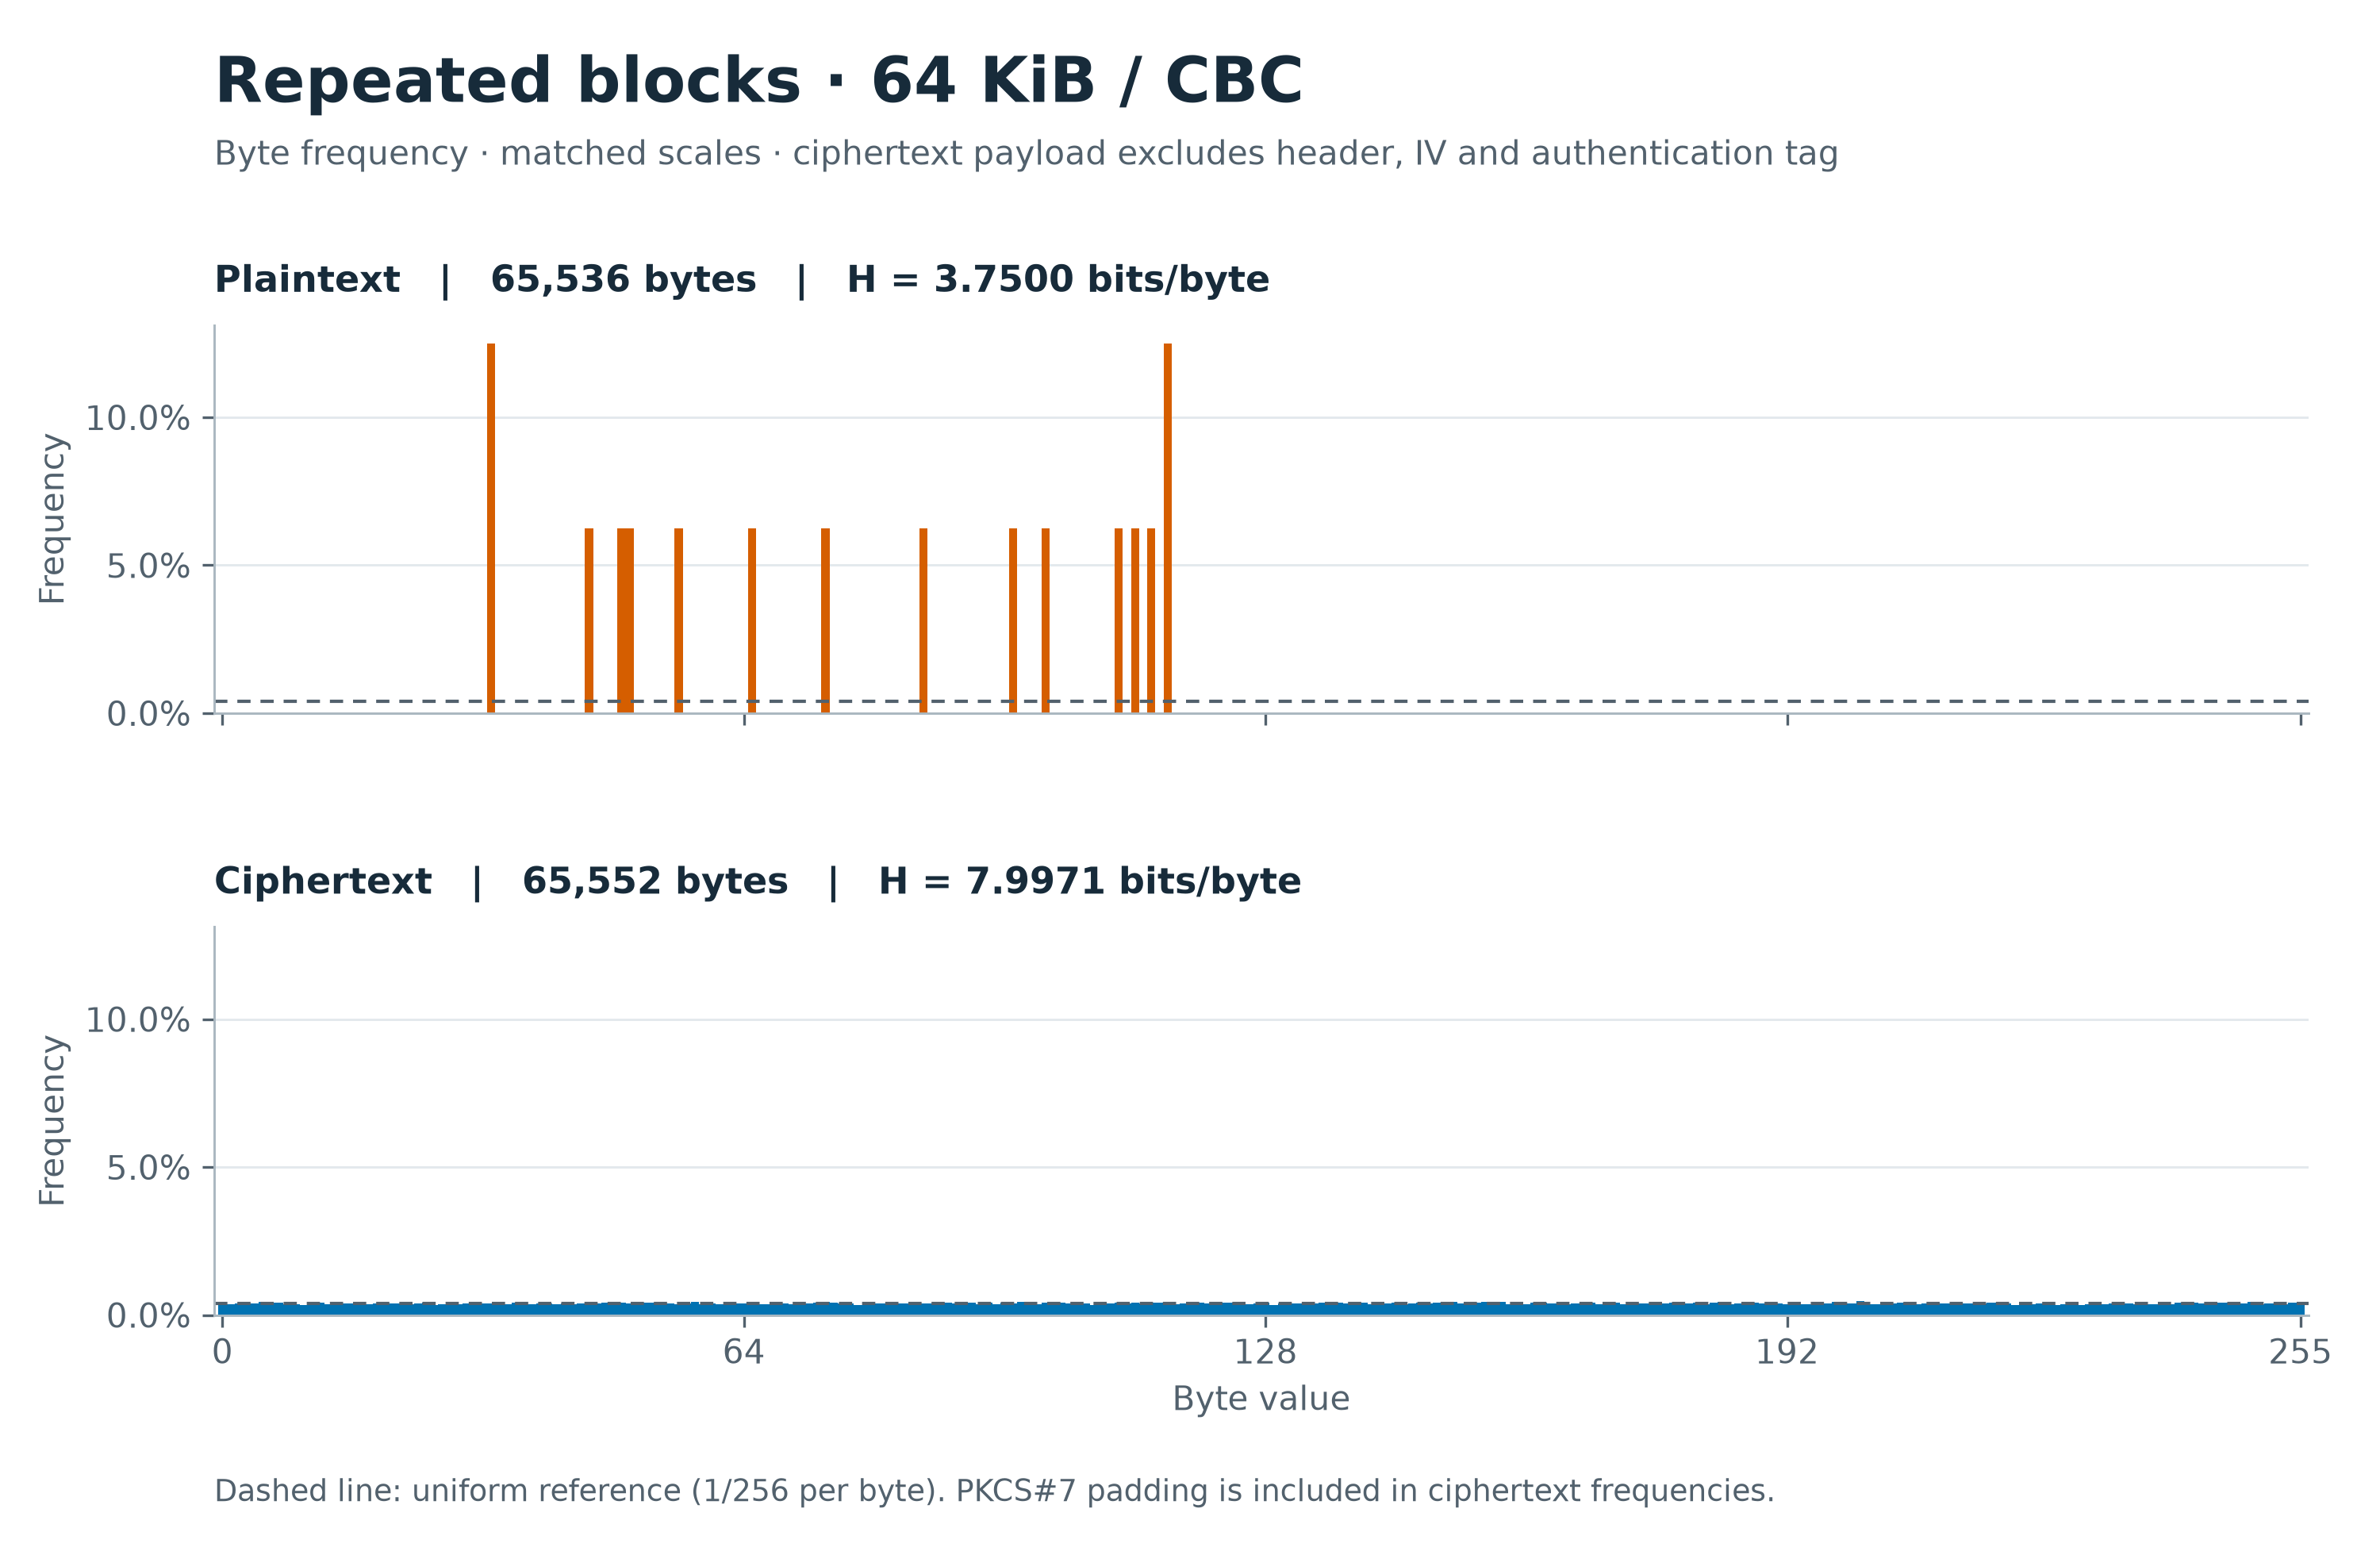 Repeated blocks · 64 KiB / CBC
Byte frequency · matched scales · ciphertext payload excludes header, IV and authentication tag
Plaintext | 65,536 bytes | H = 3.7500 bits/byte
Frequency
10.0%
5.0%
0.0%
Ciphertext | 65,552 bytes | H = 7.9971 bits/byte
Frequency
10.0%
5.0%
0.0%
0 64 128 192 255
Byte value
Dashed line: uniform reference (1/256 per byte). PKCS#7 padding is included in ciphertext frequencies.